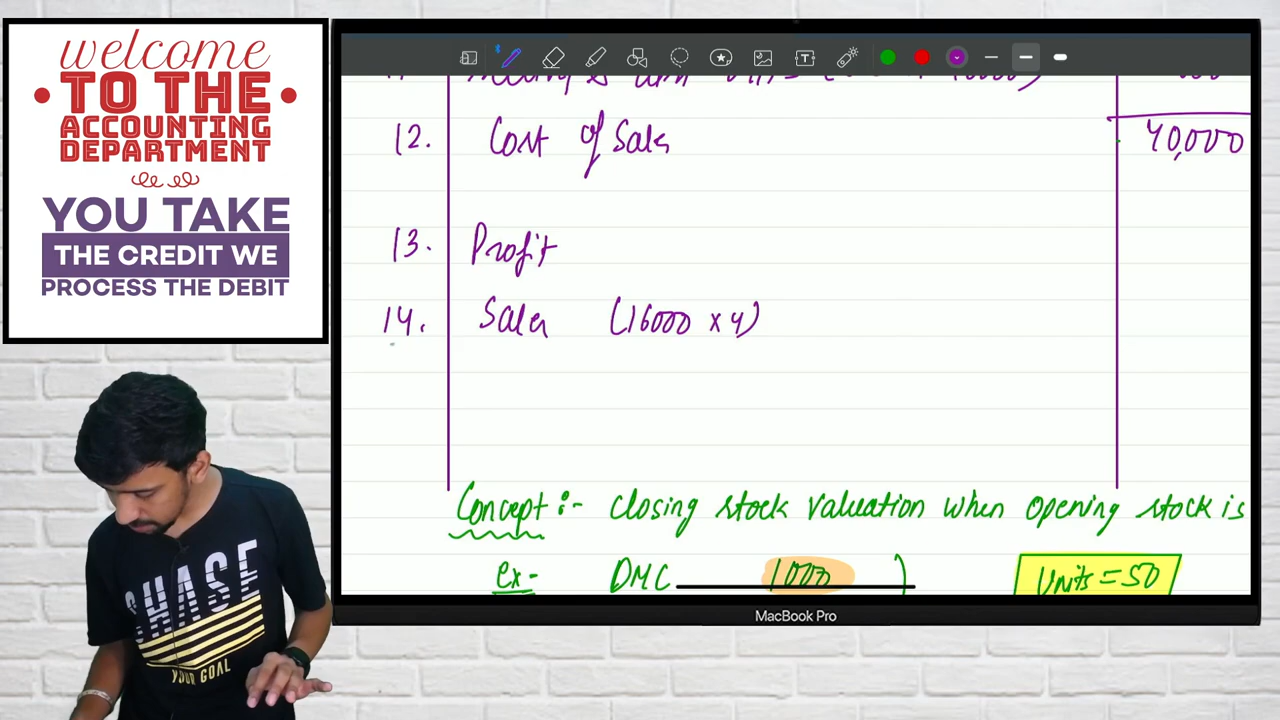 welcome
TO THE
ACCOUNTING
DEPARTMENT
YOU TAKE
THE CREDIT WE
PROCESS THE DEBIT
12. Cost of Sales 40,000
13. Profit
14. Sales (16000 x 4)
Concept :- Closing stock valuation when opening stock is
ex- DMC 1000 Units = 50
MacBook Pro
CHASE
YOUR GOAL